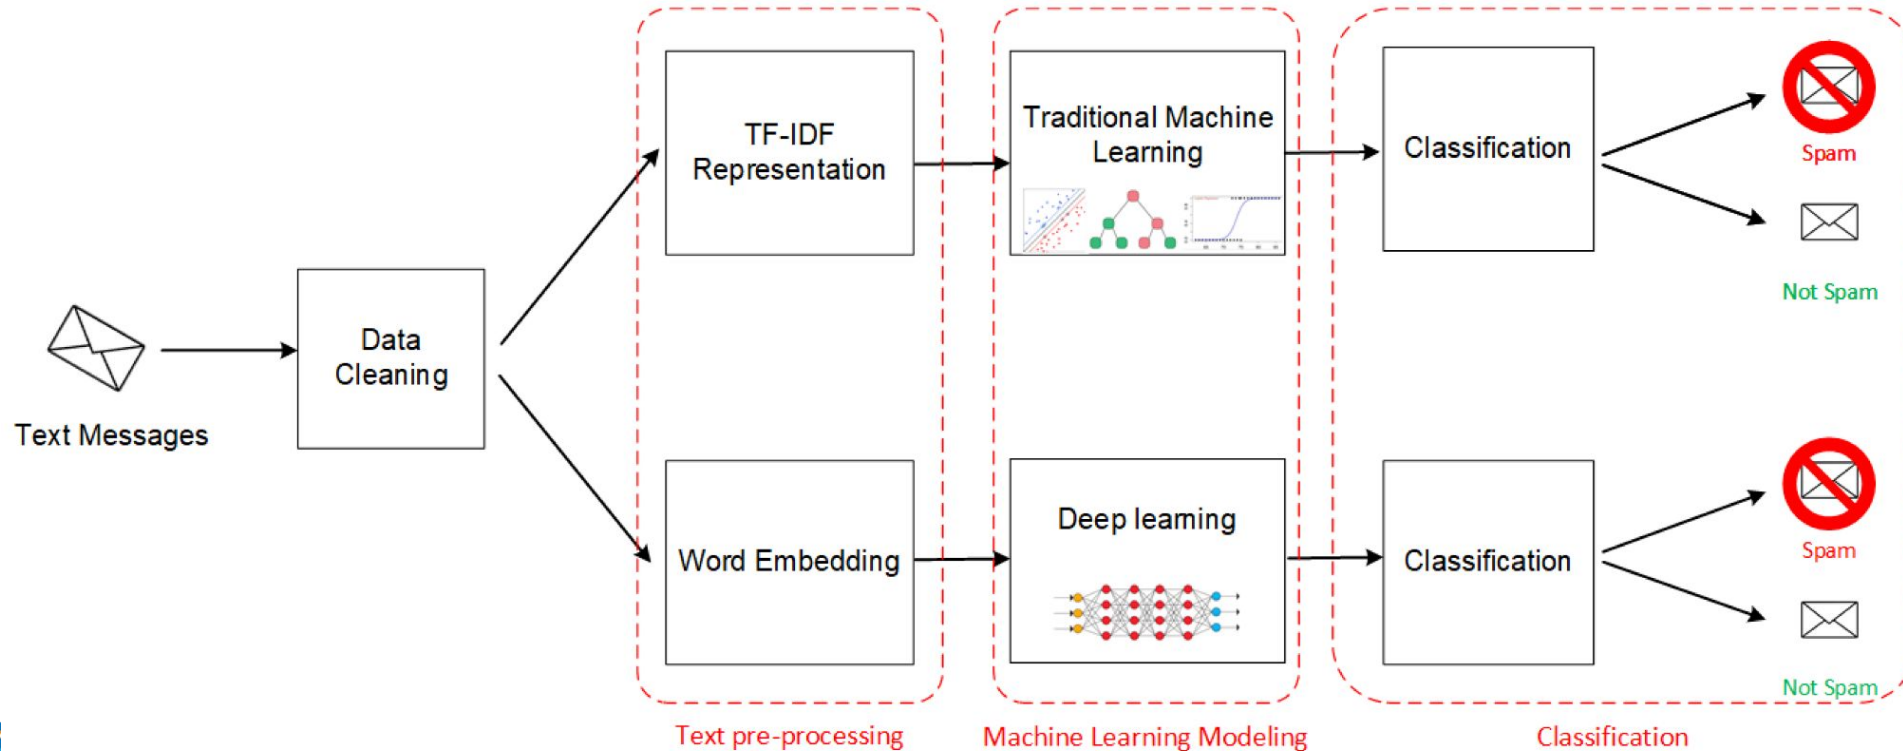 Text Messages
Data
Cleaning
TF-IDF
Representation
Traditional Machine
Learning
Classification
Spam
Not Spam
Word Embedding
Deep learning
Classification
Spam
Not Spam
Text pre-processing
Machine Learning Modeling
Classification